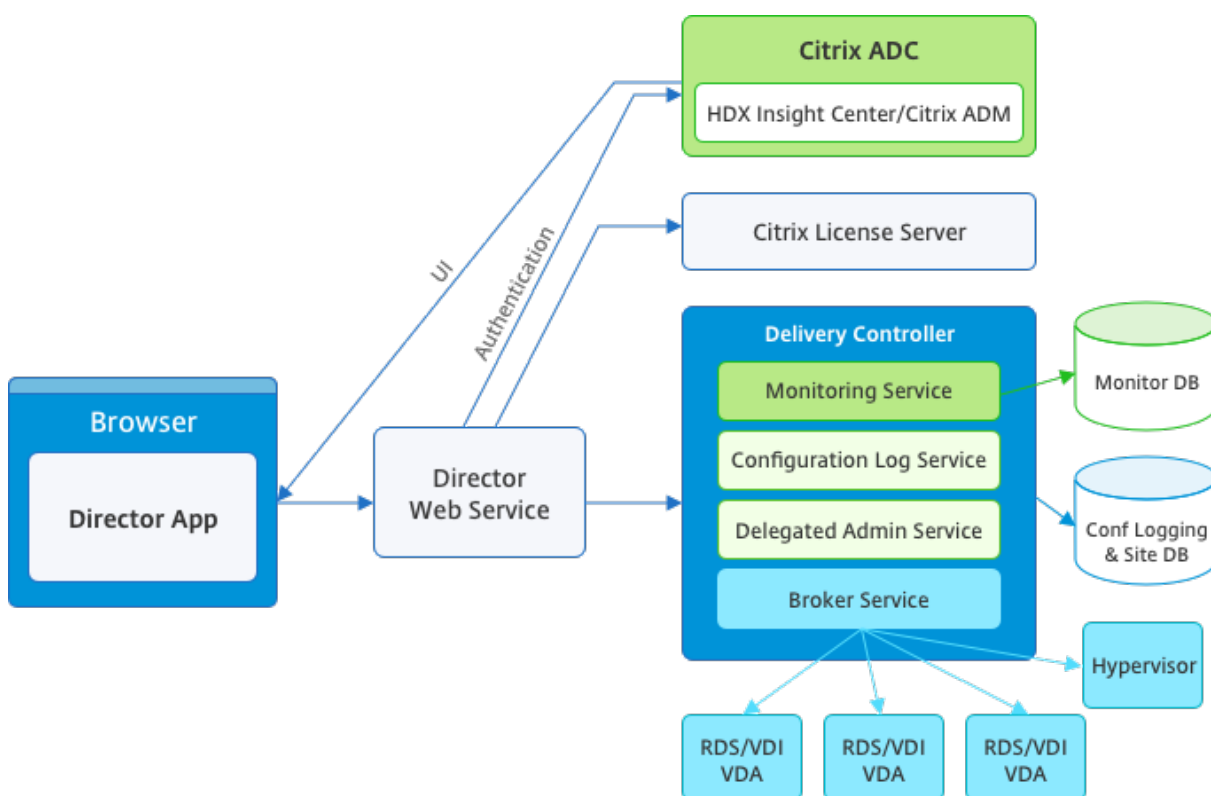 Citrix ADC
HDX Insight Center/Citrix ADM
UI
Authentication
Citrix License Server
Delivery Controller
Monitoring Service
Configuration Log Service
Delegated Admin Service
Broker Service
Monitor DB
Conf Logging
& Site DB
Browser
Director App
Director
Web Service
Hypervisor
RDS/VDI
VDA
RDS/VDI
VDA
RDS/VDI
VDA